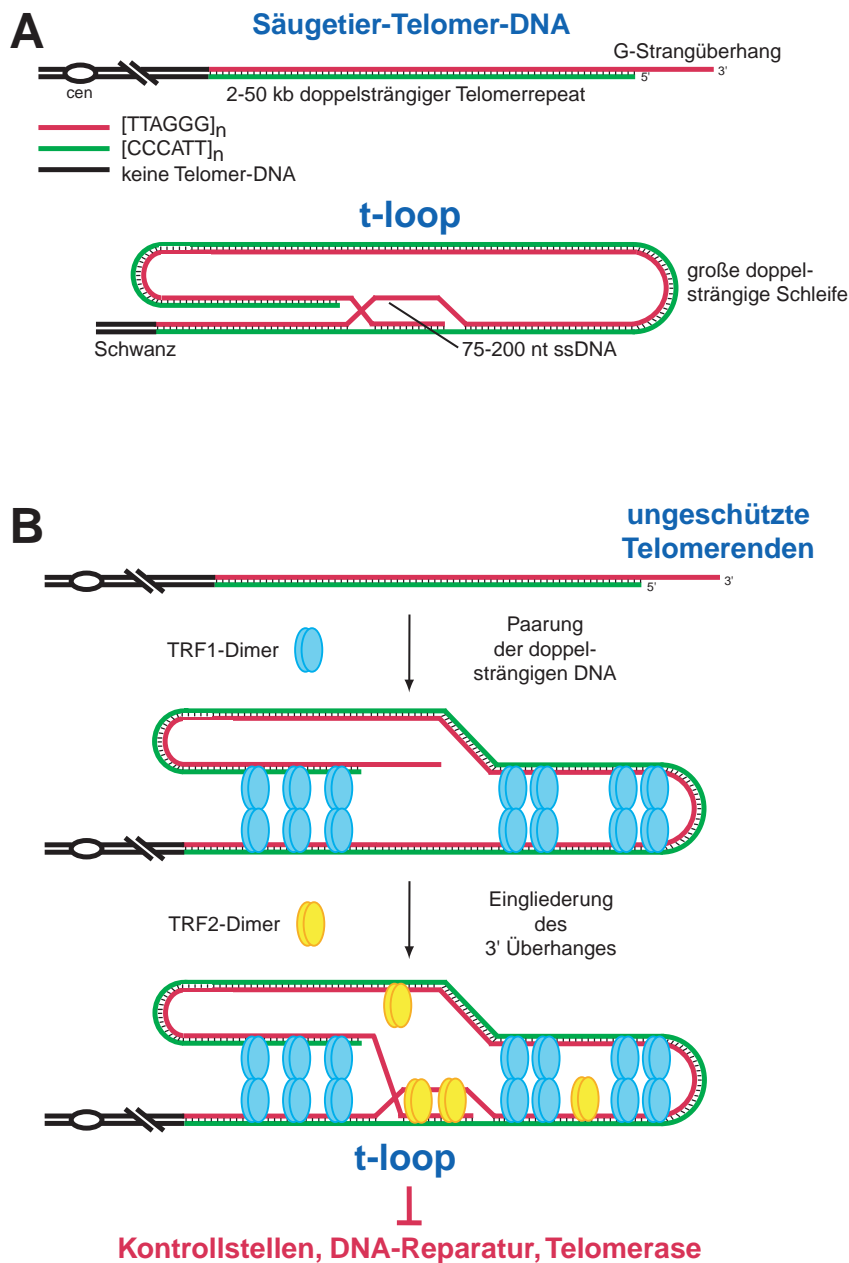 A
Säugetier-Telomer-DNA
G-Strangüberhang
3'
5'
cen
2-50 kb doppelsträngiger Telomerrepeat
[TTAGGG]n
[CCCATT]n
keine Telomer-DNA
t-loop
große doppel-
strängige Schleife
Schwanz
75-200 nt ssDNA
B
ungeschützte
Telomerenden
5'
3'
TRF1-Dimer
Paarung
der doppel-
strängigen DNA
TRF2-Dimer
Eingliederung
des
3' Überhanges
t-loop
Kontrollstellen, DNA-Reparatur, Telomerase